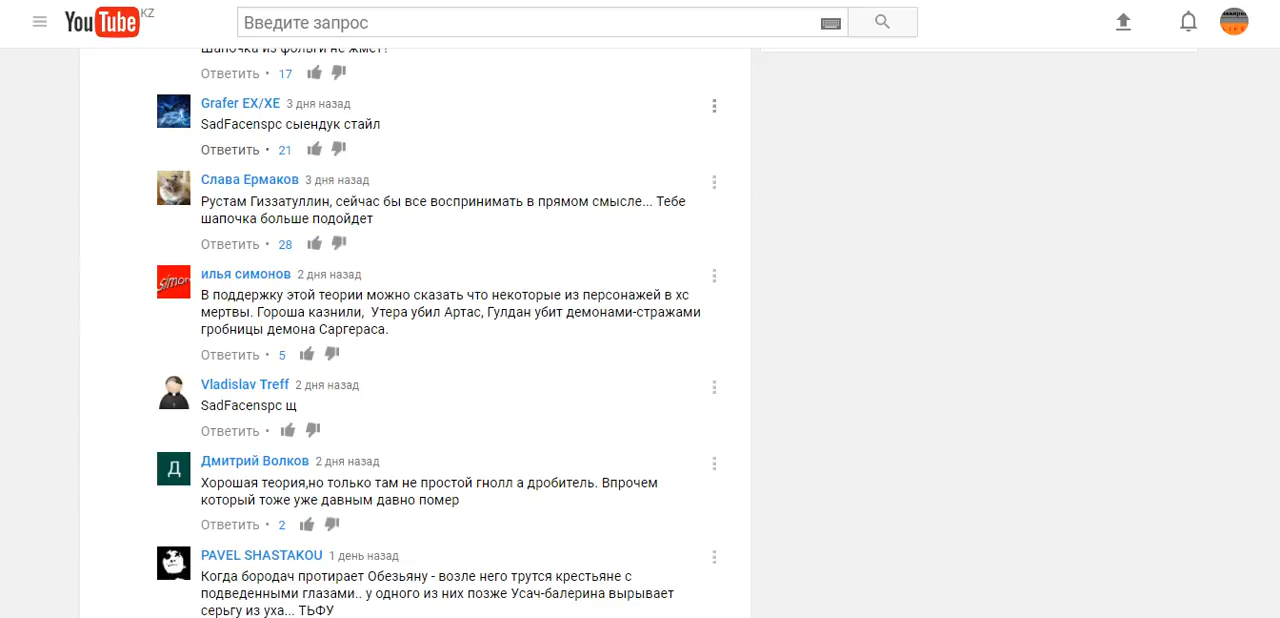 YouTube KZ
Введите запрос
Шапочка из фольги не жмет?
Ответить • 17
Grafer EX/XE 3 дня назад
SadFacenspc сыендук стайл
Ответить • 21
Слава Ермаков 3 дня назад
Рустам Гиззатуллин, сейчас бы все воспринимать в прямом смысле... Тебе
шапочка больше подойдет
Ответить • 28
simon
илья симонов 2 дня назад
В поддержку этой теории можно сказать что некоторые из персонажей в хс
мертвы. Гороша казнили, Утера убил Артас, Гулдан убит демонами-стражами
гробницы демона Саргераса.
Ответить • 5
Vladislav Treff 2 дня назад
SadFacenspc щ
Ответить •
Д
Дмитрий Волков 2 дня назад
Хорошая теория,но только там не простой гнолл а дробитель. Впрочем
который тоже уже давным давно помер
Ответить • 2
PAVEL SHASTAKOU 1 день назад
Когда бородач протирает Обезьяну - возле него трутся крестьяне с
подведенными глазами.. у одного из них позже Усач-балерина вырывает
серьгу из уха... ТЬФУ